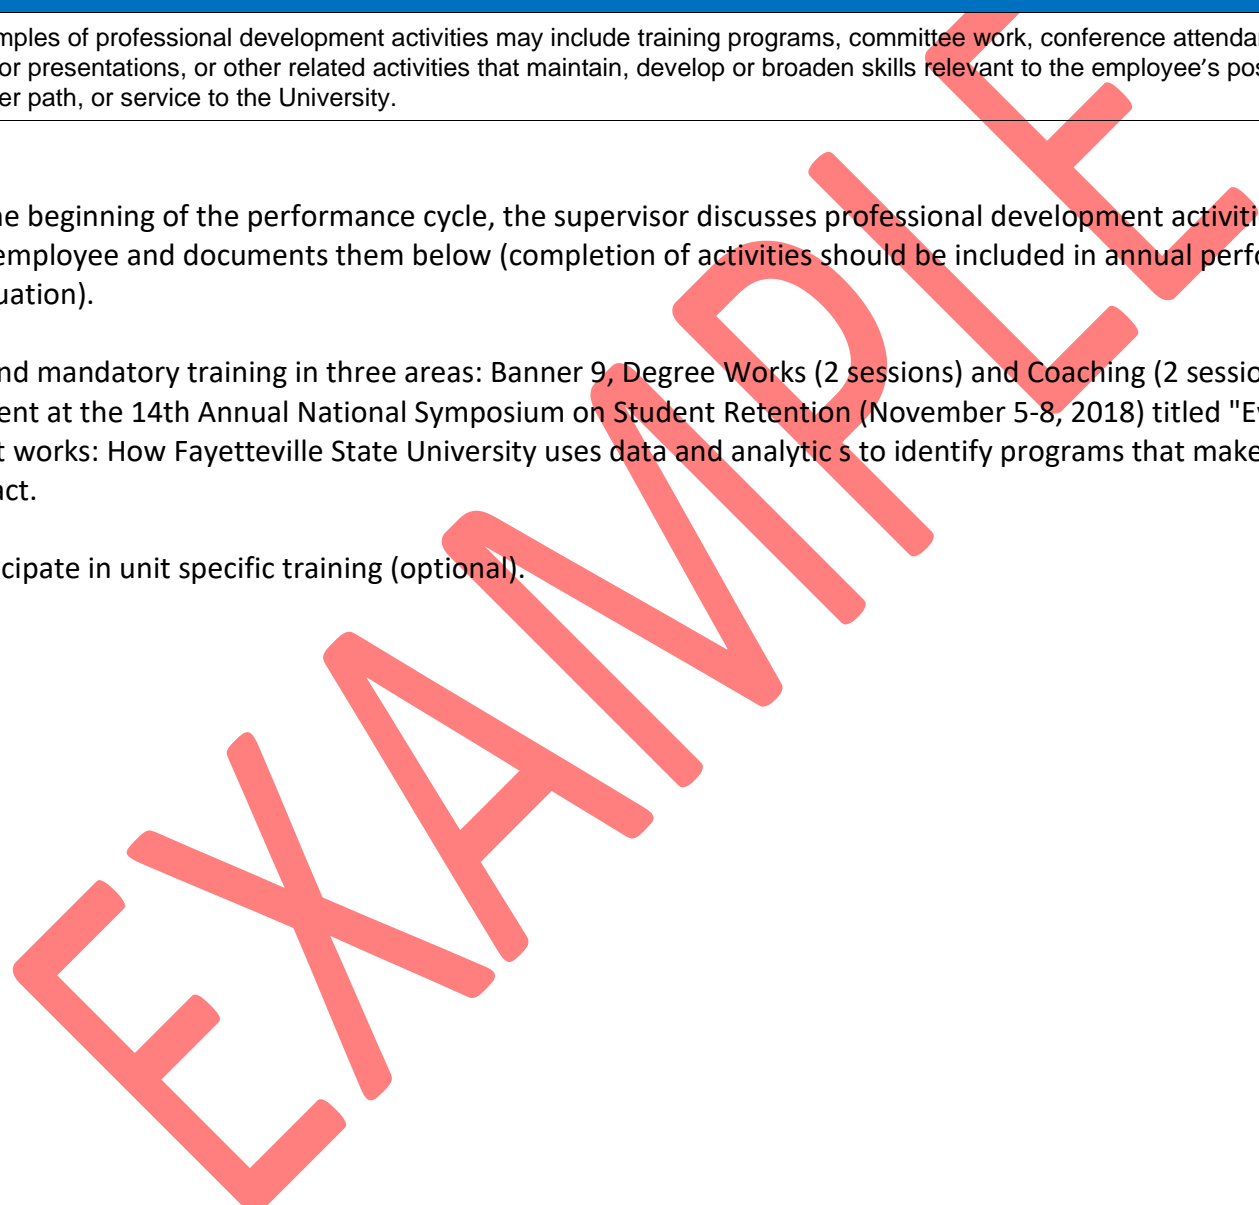 mples of professional development activities may include training programs, committee work, conference attenda
or presentations, or other related activities that maintain, develop or broaden skills relevant to the employee’s pos
er path, or service to the University.
ne beginning of the performance cycle, the supervisor discusses professional development activiti
employee and documents them below (completion of activities should be included in annual perfo
uation).
nd mandatory training in three areas: Banner 9, Degree Works (2 sessions) and Coaching (2 sessio
ent at the 14th Annual National Symposium on Student Retention (November 5-8, 2018) titled "Ev
t works: How Fayetteville State University uses data and analytic s to identify programs that make
act.
cipate in unit specific training (optional).
EXAMPLE